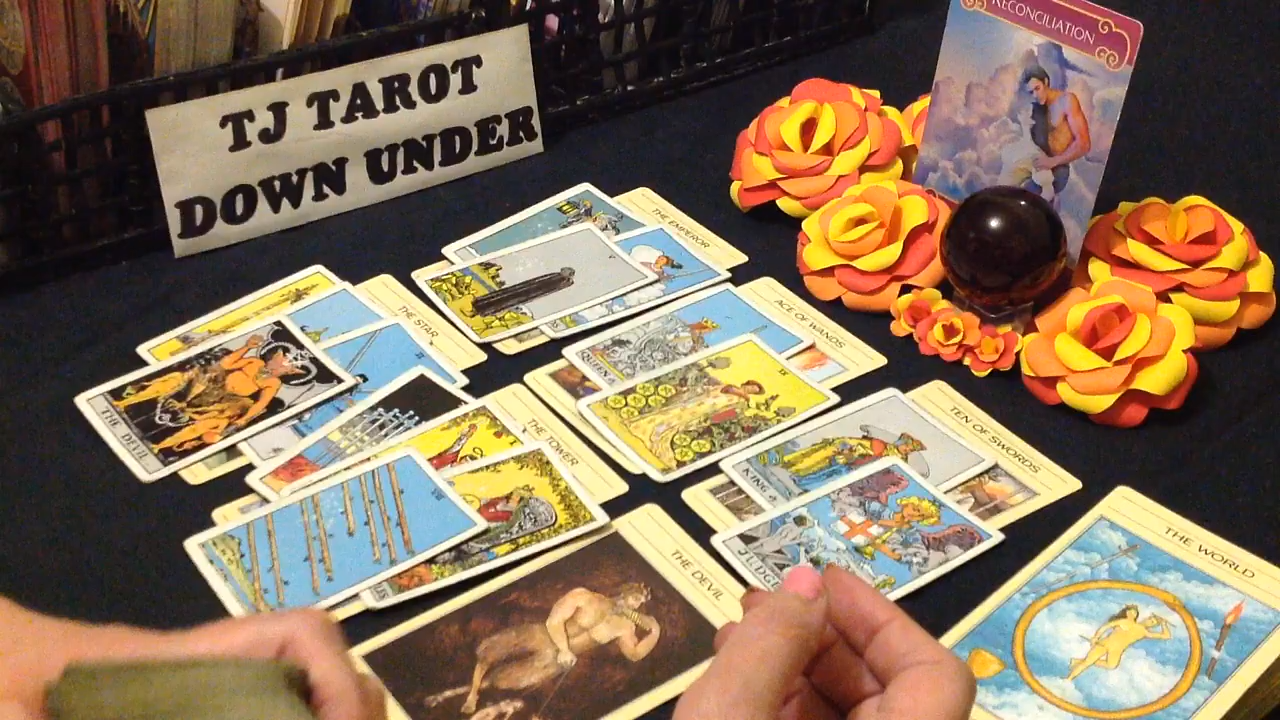 RECONCILIATION
TJ TAROT
DOWN UNDER
THE EMPEROR
THE STAR
ACE OF WANDS
THE DEVIL
THE TOWER
TEN OF SWORDS
KING
THE DEVIL
THE WORLD